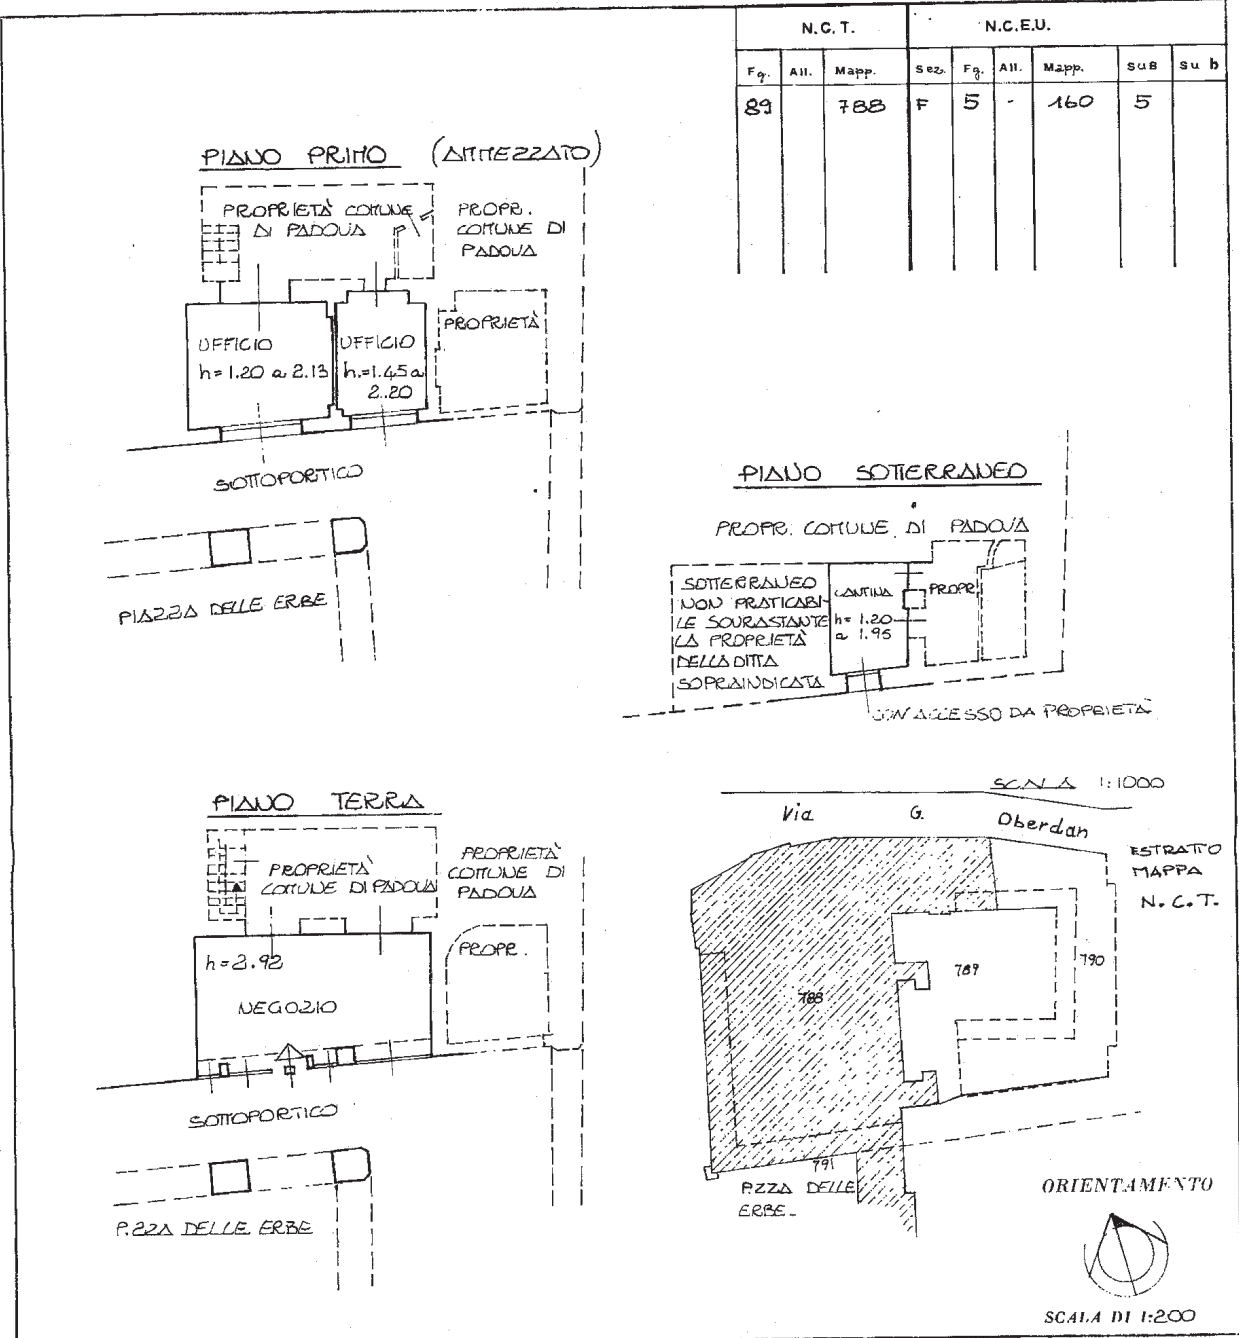 N.C.T. N.C.E.U.
Fg. All. Mapp. Sez. Fg. All. Mapp. SUB Sub
89 788 F 5 - 160 5
PIANO PRIMO (AMMEZZATO)
PROPRIETÀ COMUNE
DI PADOVA
PROPR.
COMUNE DI
PADOVA
UFFICIO
h=1.20 a 2.13
UFFICIO
h.=1.45 a
2.20
PROPRIETÀ
SOTTOPORTICO
PIAZZA DELLE ERBE
PIANO SOTTERRANEO
PROPR. COMUNE DI PADOVA
SOTTERRANEO
NON PRATICABI-
LE SOVRASTANTE
LA PROPRIETÀ
DELLA DITTA
SOPRAINDICATA
CANTINA
h=1.20
a 1.95
PROPR.
CON ACCESSO DA PROPRIETÀ
PIANO TERRA
PROPRIETÀ
COMUNE DI PADOVA
PROPRIETÀ
COMUNE DI
PADOVA
h=2.92
NEGOZIO
PROPR.
SOTTOPORTICO
P.ZZA DELLE ERBE
SCALA 1:1000
Via G. Oberdan
ESTRATTO
MAPPA
N.C.T.
788
789
790
791
P.ZZA DELLE
ERBE-
ORIENTAMENTO
SCALA DI 1:200